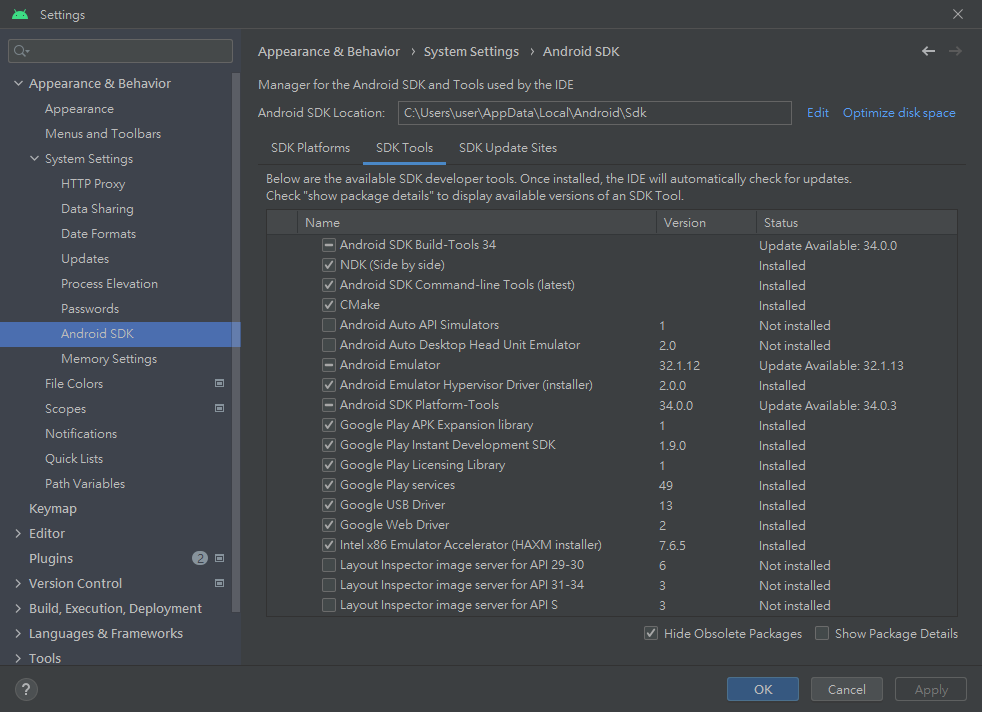 Settings
Appearance & Behavior › System Settings › Android SDK
Appearance & Behavior
Appearance
Menus and Toolbars
System Settings
HTTP Proxy
Data Sharing
Date Formats
Updates
Process Elevation
Passwords
Android SDK
Memory Settings
File Colors
Scopes
Notifications
Quick Lists
Path Variables
Keymap
Editor
Plugins 2
Version Control
Build, Execution, Deployment
Languages & Frameworks
Tools
Manager for the Android SDK and Tools used by the IDE
Android SDK Location: C:\Users\user\AppData\Local\Android\Sdk Edit Optimize disk space
SDK Platforms SDK Tools SDK Update Sites
Below are the available SDK developer tools. Once installed, the IDE will automatically check for updates.
Check "show package details" to display available versions of an SDK Tool.
Name Version Status
Android SDK Build-Tools 34 Update Available: 34.0.0
NDK (Side by side) Installed
Android SDK Command-line Tools (latest) Installed
CMake Installed
Android Auto API Simulators 1 Not installed
Android Auto Desktop Head Unit Emulator 2.0 Not installed
Android Emulator 32.1.12 Update Available: 32.1.13
Android Emulator Hypervisor Driver (installer) 2.0.0 Installed
Android SDK Platform-Tools 34.0.0 Update Available: 34.0.3
Google Play APK Expansion library 1 Installed
Google Play Instant Development SDK 1.9.0 Installed
Google Play Licensing Library 1 Installed
Google Play services 49 Installed
Google USB Driver 13 Installed
Google Web Driver 2 Installed
Intel x86 Emulator Accelerator (HAXM installer) 7.6.5 Installed
Layout Inspector image server for API 29-30 6 Not installed
Layout Inspector image server for API 31-34 3 Not installed
Layout Inspector image server for API S 3 Not installed
Hide Obsolete Packages Show Package Details
? OK Cancel Apply